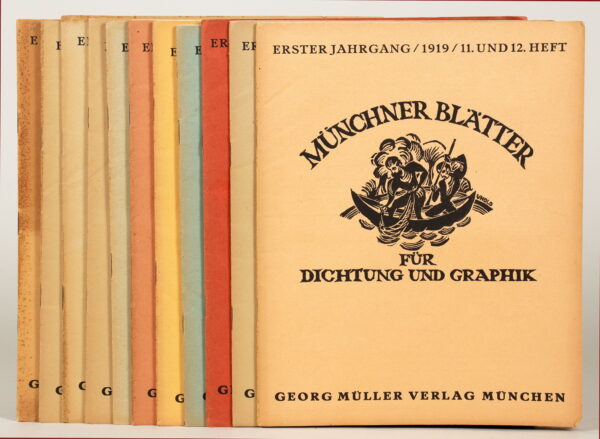 ERSTER JAHRGANG / 1919 / 11. UND 12. HEFT
MÜNCHNER BLÄTTER
FÜR
DICHTUNG UND GRAPHIK
GEORG MÜLLER VERLAG MÜNCHEN